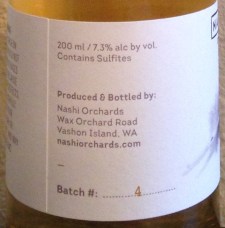 200 ml / 7.3% alc by vol.
Contains Sulfites
Produced & Bottled by:
Nashi Orchards
Wax Orchard Road
Vashon Island, WA
nashiorchards.com
—
Batch #: ............4............